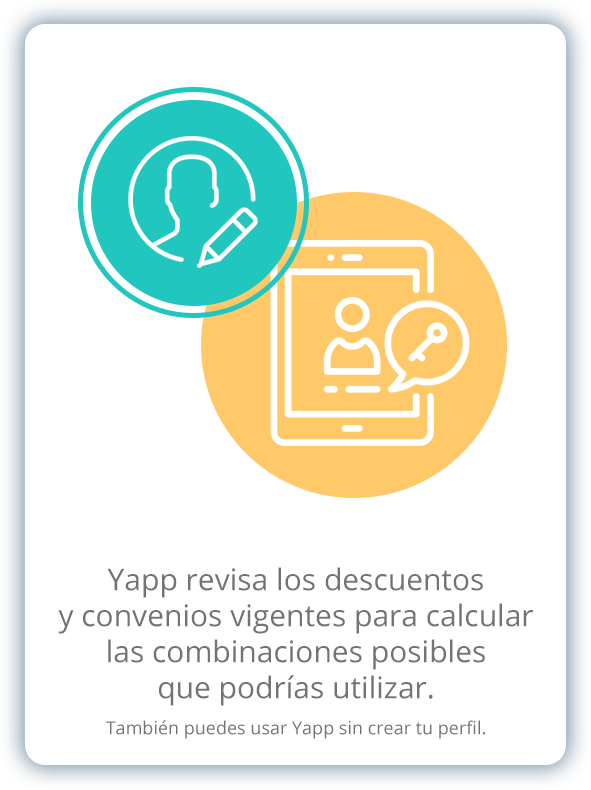 Yapp revisa los descuentos
y convenios vigentes para calcular
las combinaciones posibles
que podrías utilizar.
También puedes usar Yapp sin crear tu perfil.